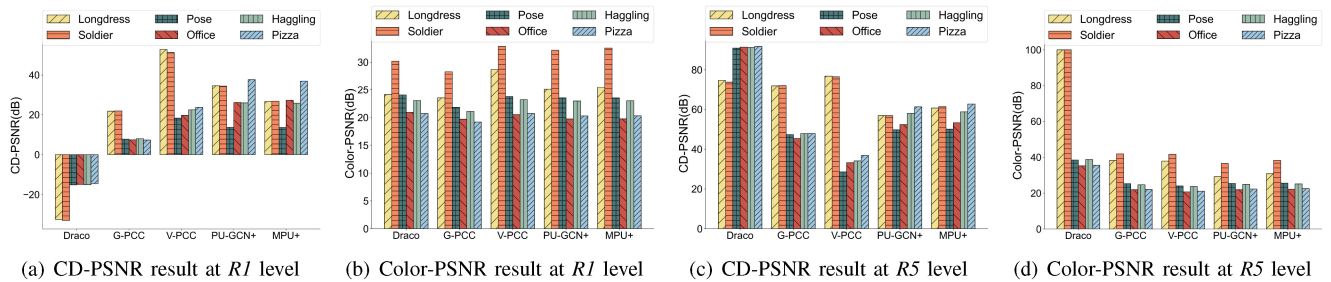 Longdress Pose Haggling
Soldier Office Pizza
CD-PSNR(dB)
40
20
0
−20
Draco G-PCC V-PCC PU-GCN+ MPU+
(a) CD-PSNR result at R1 level
Longdress Pose Haggling
Soldier Office Pizza
Color-PSNR(dB)
30
25
20
15
10
5
0
Draco G-PCC V-PCC PU-GCN+ MPU+
(b) Color-PSNR result at R1 level
Longdress Pose Haggling
Soldier Office Pizza
CD-PSNR(dB)
80
60
40
20
0
Draco G-PCC V-PCC PU-GCN+ MPU+
(c) CD-PSNR result at R5 level
Longdress Pose Haggling
Soldier Office Pizza
Color-PSNR(dB)
100
80
60
40
20
0
Draco G-PCC V-PCC PU-GCN+ MPU+
(d) Color-PSNR result at R5 level